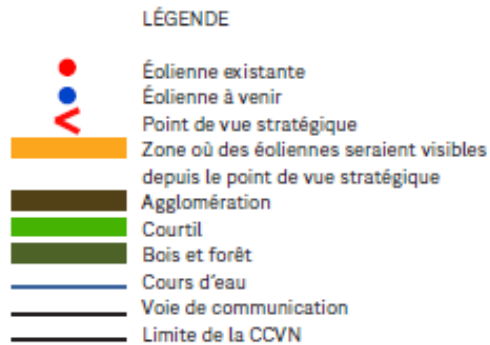 LÉGENDE
Éolienne existante
Éolienne à venir
Point de vue stratégique
Zone où des éoliennes seraient visibles
depuis le point de vue stratégique
Agglomération
Courtil
Bois et forêt
Cours d'eau
Voie de communication
Limite de la CCVN